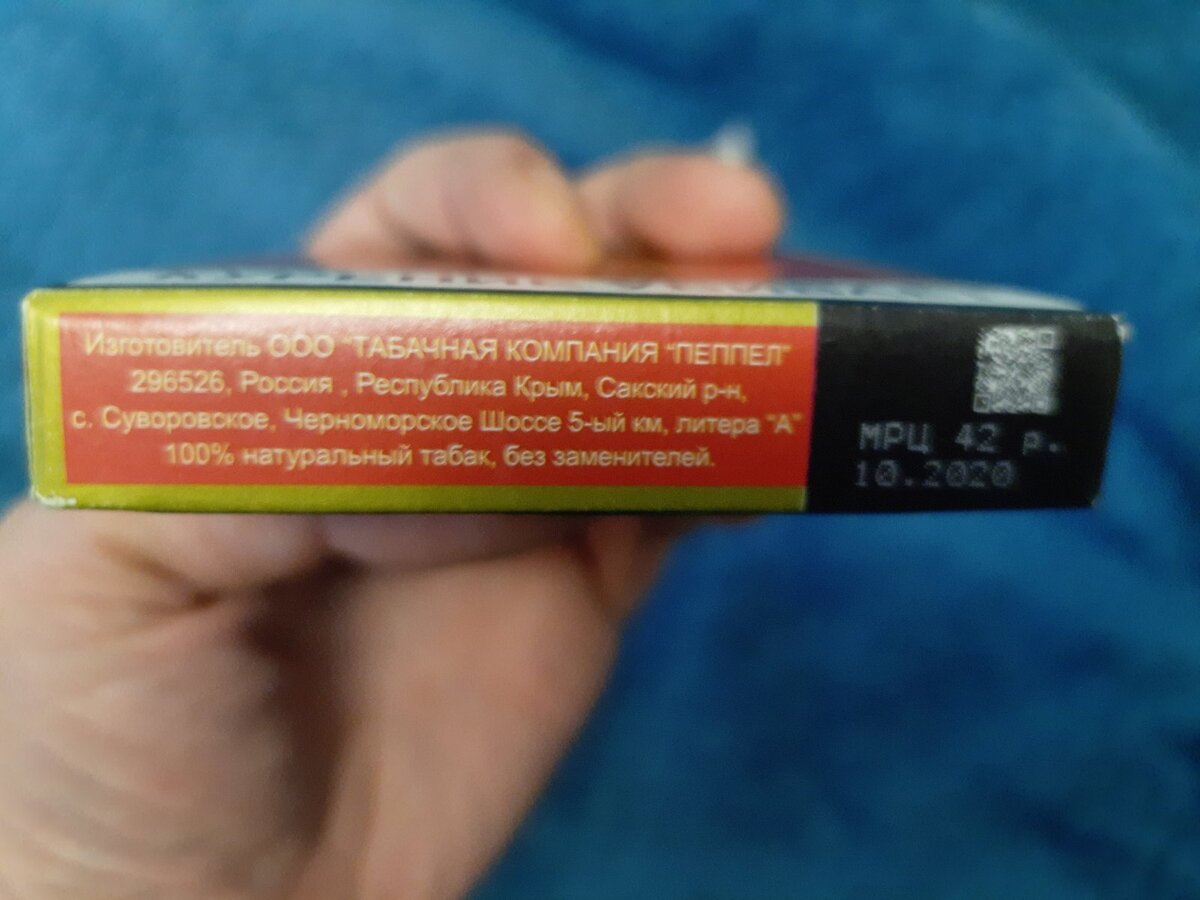 Изготовитель ООО "ТАБАЧНАЯ КОМПАНИЯ "ПЕППЕЛ"
296526, Россия , Республика Крым, Сакский р-н,
с. Суворовское, Черноморское Шоссе 5-ый км, литера "А"
100% натуральный табак, без заменителей.
МРЦ 42 р.
10.2020